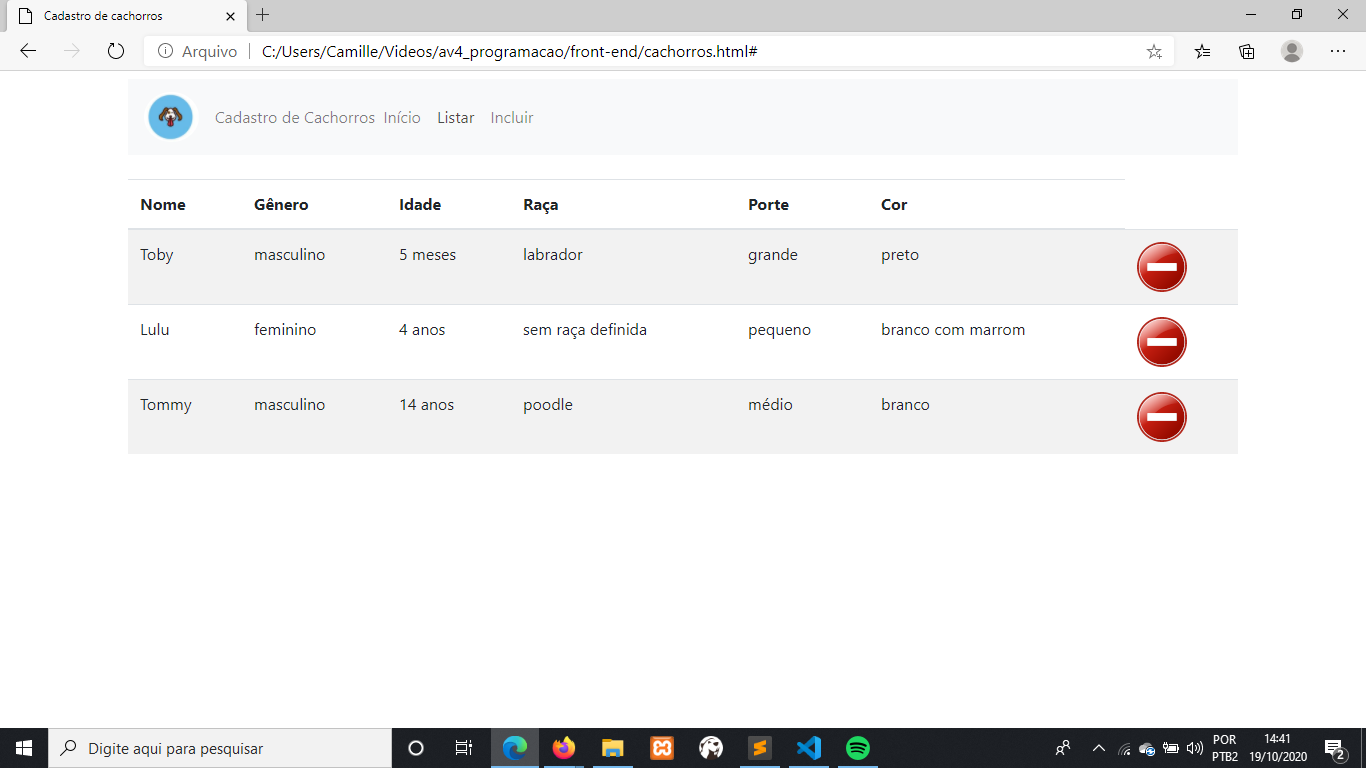 Cadastro de cachorros
Arquivo C:/Users/Camille/Videos/av4_programacao/front-end/cachorros.html#
Cadastro de Cachorros Início Listar Incluir
Nome Gênero Idade Raça Porte Cor
Toby masculino 5 meses labrador grande preto
Lulu feminino 4 anos sem raça definida pequeno branco com marrom
Tommy masculino 14 anos poodle médio branco
Digite aqui para pesquisar
POR 14:41
PTB2 19/10/2020 2